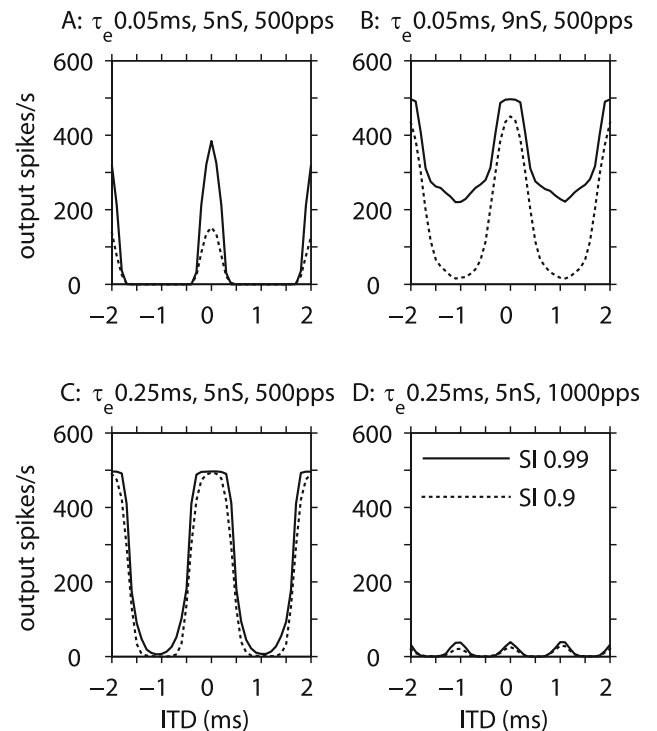 A: τe 0.05ms, 5nS, 500pps
B: τe 0.05ms, 9nS, 500pps
output spikes/s
600
400
200
0
−2 −1 0 1 2
600
400
200
0
−2 −1 0 1 2
C: τe 0.25ms, 5nS, 500pps
D: τe 0.25ms, 5nS, 1000pps
output spikes/s
600
400
200
0
−2 −1 0 1 2
ITD (ms)
600
400
200
0
SI 0.99
SI 0.9
−2 −1 0 1 2
ITD (ms)